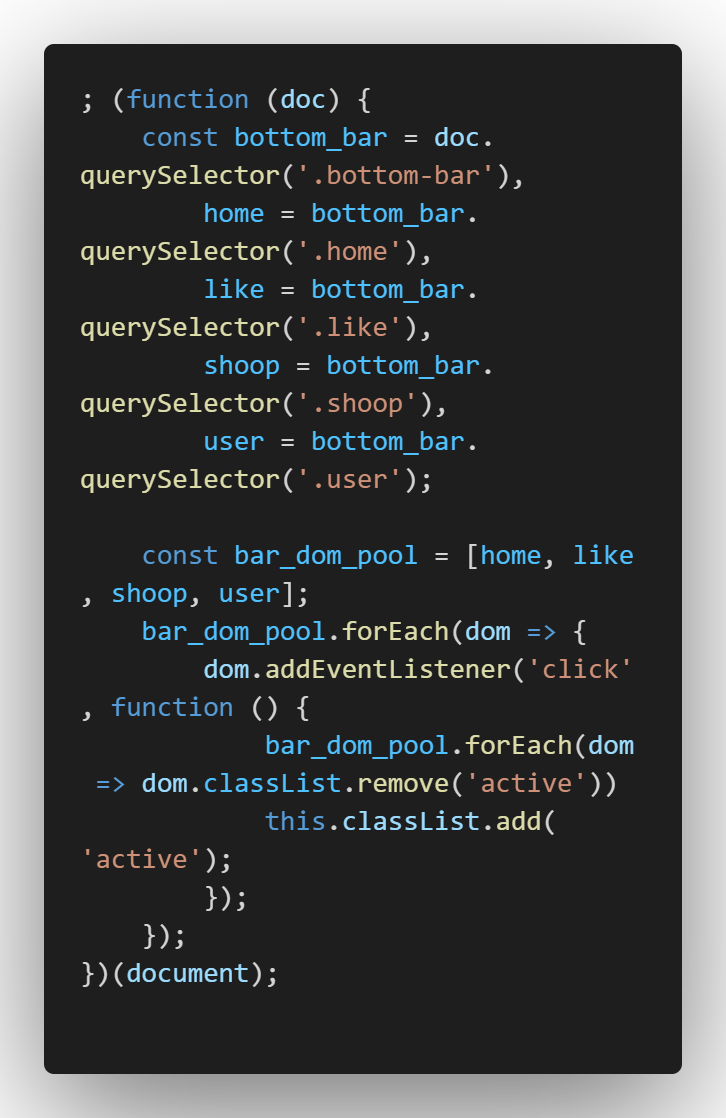 ; (function (doc) {
    const bottom_bar = doc.
querySelector('.bottom-bar'),
        home = bottom_bar.
querySelector('.home'),
        like = bottom_bar.
querySelector('.like'),
        shoop = bottom_bar.
querySelector('.shoop'),
        user = bottom_bar.
querySelector('.user');

    const bar_dom_pool = [home, like
, shoop, user];
    bar_dom_pool.forEach(dom => {
        dom.addEventListener('click'
, function () {
            bar_dom_pool.forEach(dom
 => dom.classList.remove('active'))
            this.classList.add(
'active');
        });
    });
})(document);